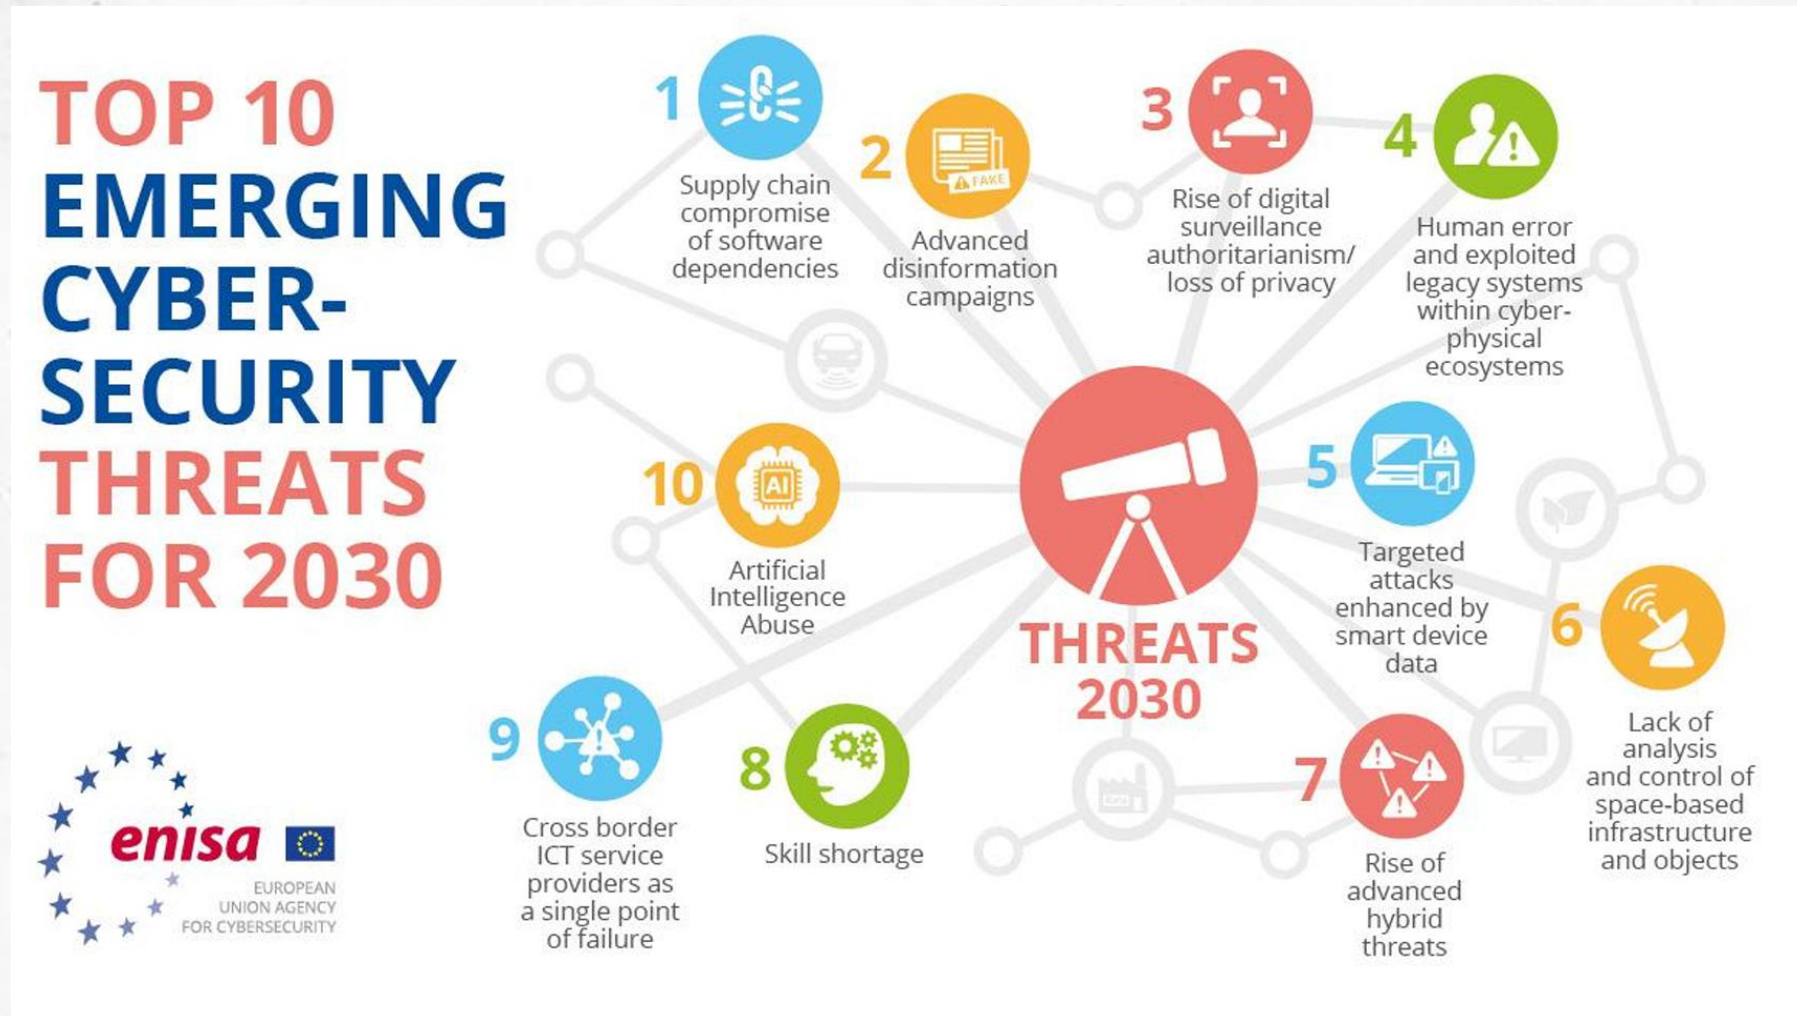 TOP 10
EMERGING
CYBER-
SECURITY
THREATS
FOR 2030
1
Supply chain
compromise
of software
dependencies
2
FAKE
Advanced
disinformation
campaigns
3
Rise of digital
surveillance
authoritarianism/
loss of privacy
4
Human error
and exploited
legacy systems
within cyber-
physical
ecosystems
5
Targeted
attacks
enhanced by
smart device
data
6
Lack of
analysis
and control of
space-based
infrastructure
and objects
7
Rise of
advanced
hybrid
threats
8
Skill shortage
9
Cross border
ICT service
providers as
a single point
of failure
10
AI
Artificial
Intelligence
Abuse
THREATS
2030
enisa
EUROPEAN
UNION AGENCY
FOR CYBERSECURITY